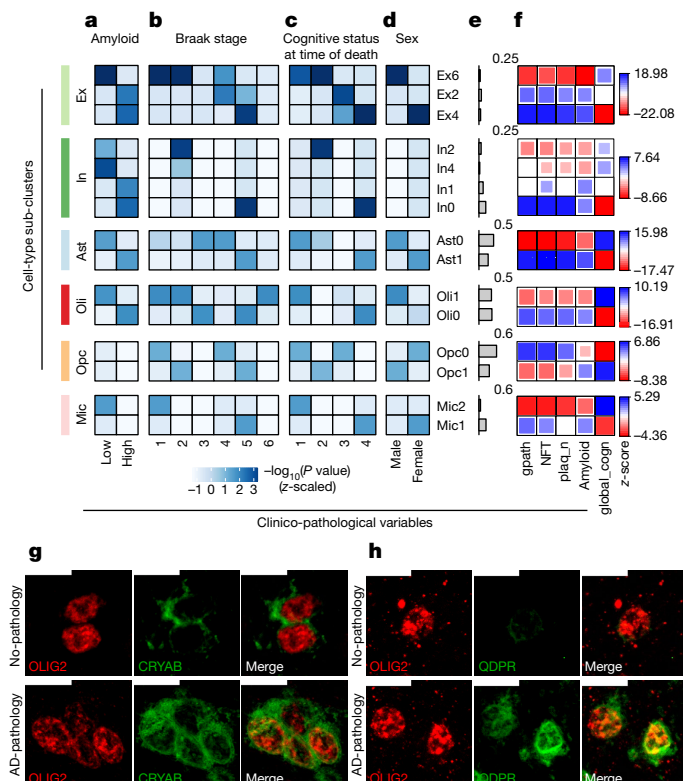 a b c d e f
Amyloid Braak stage Cognitive status at time of death Sex
0.25
Ex Ex6 18.98
Ex2
Ex4 −22.08
0.25
In In2 7.64
In4
In1
In0 −8.66
0.5
Ast Ast0 15.98
Ast1 −17.47
0.5
Oli Oli1 10.19
Oli0 −16.91
0.6
Opc Opc0 6.86
Opc1 −8.38
0.6
Mic Mic2 5.29
Mic1 −4.36
Cell-type sub-clusters
Low High 1 2 3 4 5 6 1 2 3 4 Male Female gpath NFT plaq_n Amyloid global_cogn z-score
−log10(P value)
(z-scaled)
−1 0 1 2 3
Clinico-pathological variables
g h
No-pathology OLIG2 CRYAB Merge No-pathology OLIG2 QDPR Merge
AD-pathology OLIG2 CRYAB Merge AD-pathology OLIG2 QDPR Merge